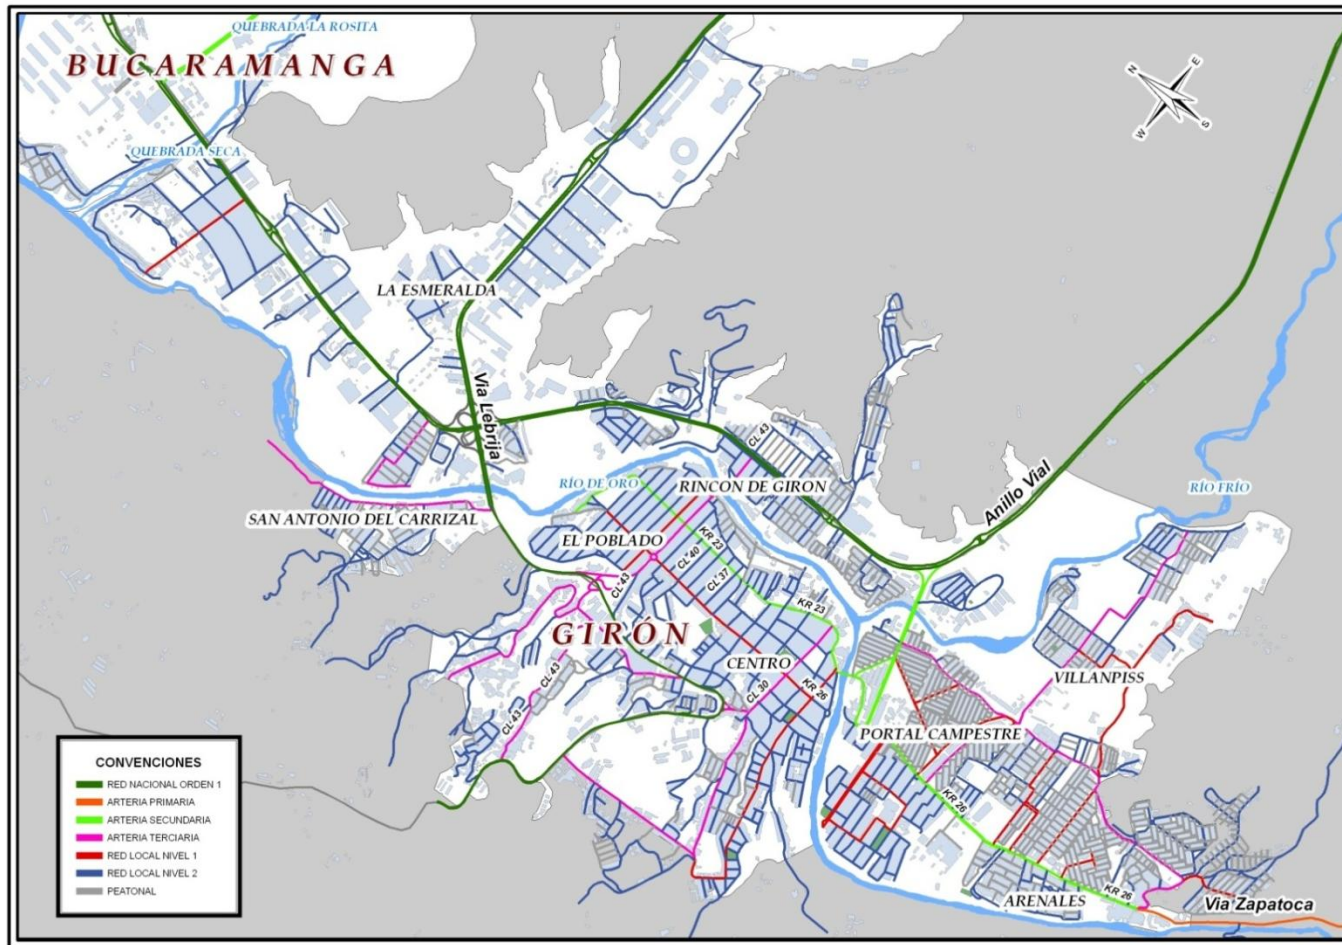 QUEBRADA LA ROSITA
BUCARAMANGA
N
E
W
S
QUEBRADA SECA
LA ESMERALDA
Via Lebrija
CL 43
RÍO DE ORO
RINCON DE GIRON
Anillo Vial
RÍO FRÍO
SAN ANTONIO DEL CARRIZAL
EL POBLADO
KR 23
CL 40
CL 37
CL 43
KR 23
GIRÓN
CENTRO
VILLANPISS
CL 43
CL 30
KR 26
CL 43
PORTAL CAMPESTRE
KR 26
KR 26
ARENALES
Via Zapatoca
CONVENCIONES
RED NACIONAL ORDEN 1
ARTERIA PRIMARIA
ARTERIA SECUNDARIA
ARTERIA TERCIARIA
RED LOCAL NIVEL 1
RED LOCAL NIVEL 2
PEATONAL